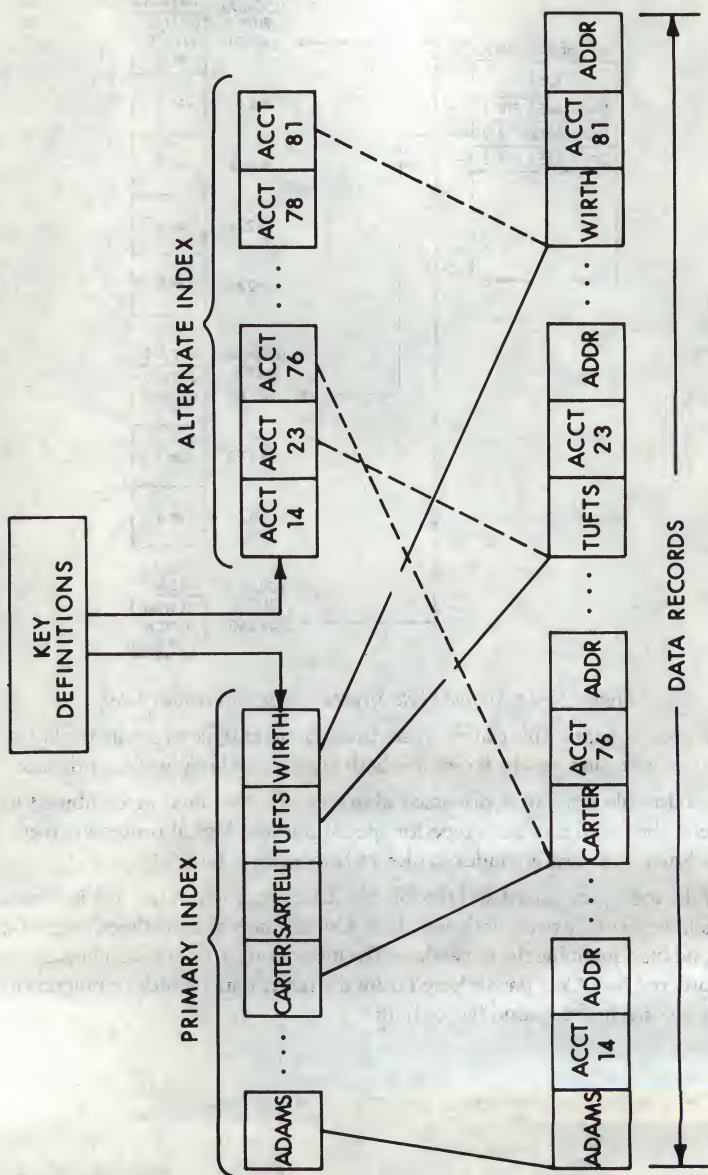 KEY
DEFINITIONS
PRIMARY INDEX
ALTERNATE INDEX
ADAMS
· · · ·
CARTER
SARTELL
TUFTS
WIRTH
ACCT
14
ACCT
23
ACCT
76
· · ·
ACCT
78
ACCT
81
ADAMS
ACCT
14
ADDR
· · ·
CARTER
ACCT
76
ADDR
· · ·
TUFTS
ACCT
23
ADDR
· · ·
WIRTH
ACCT
81
ADDR
DATA RECORDS